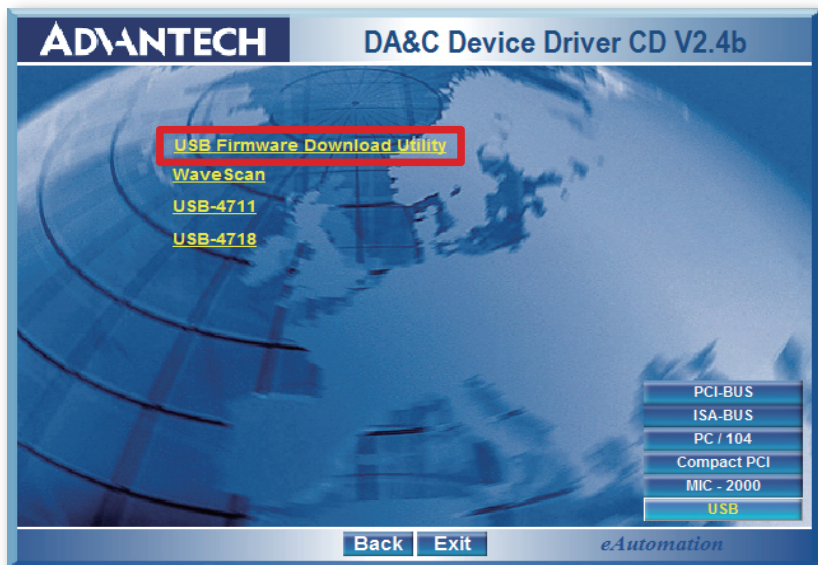 ADVANTECH
DA&C Device Driver CD V2.4b
USB Firmware Download Utility
WaveScan
USB-4711
USB-4718
PCI-BUS
ISA-BUS
PC / 104
Compact PCI
MIC - 2000
USB
Back Exit
eAutomation